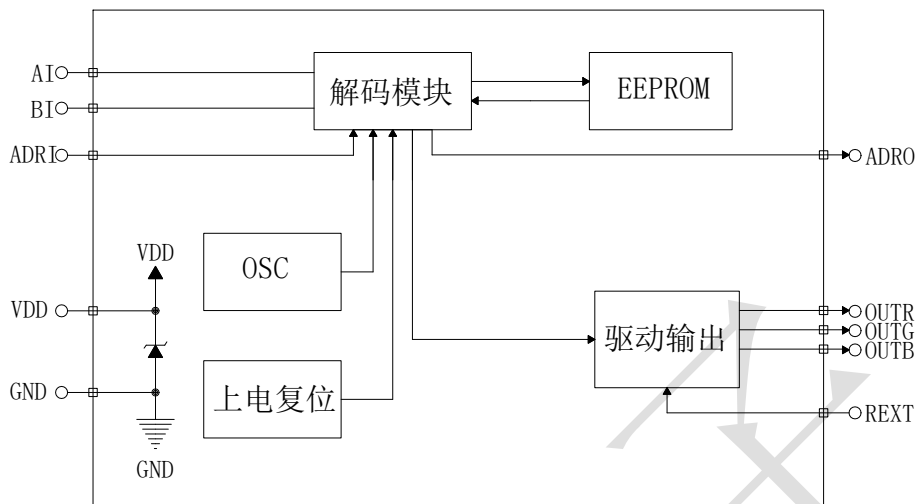 AI
解码模块
EEPROM
BI
ADRI
ADRO
VDD
OSC
VDD
OUTR
OUTG
驱动输出
OUTB
GND
上电复位
REXT
GND